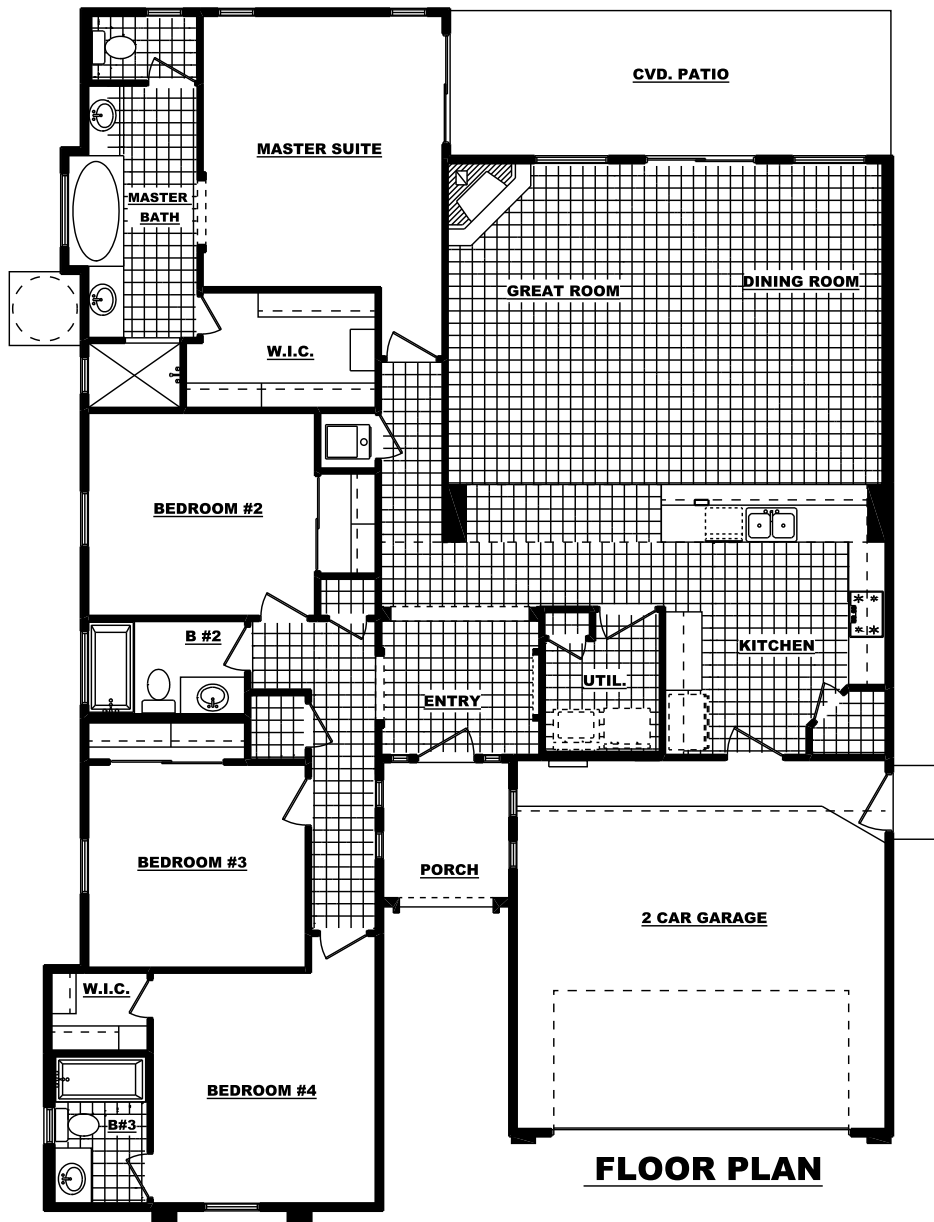 CVD. PATIO
MASTER SUITE
MASTER
BATH
GREAT ROOM
DINING ROOM
W.I.C.
BEDROOM #2
B #2
KITCHEN
UTIL.
ENTRY
BEDROOM #3
PORCH
2 CAR GARAGE
W.I.C.
BEDROOM #4
B#3
FLOOR PLAN